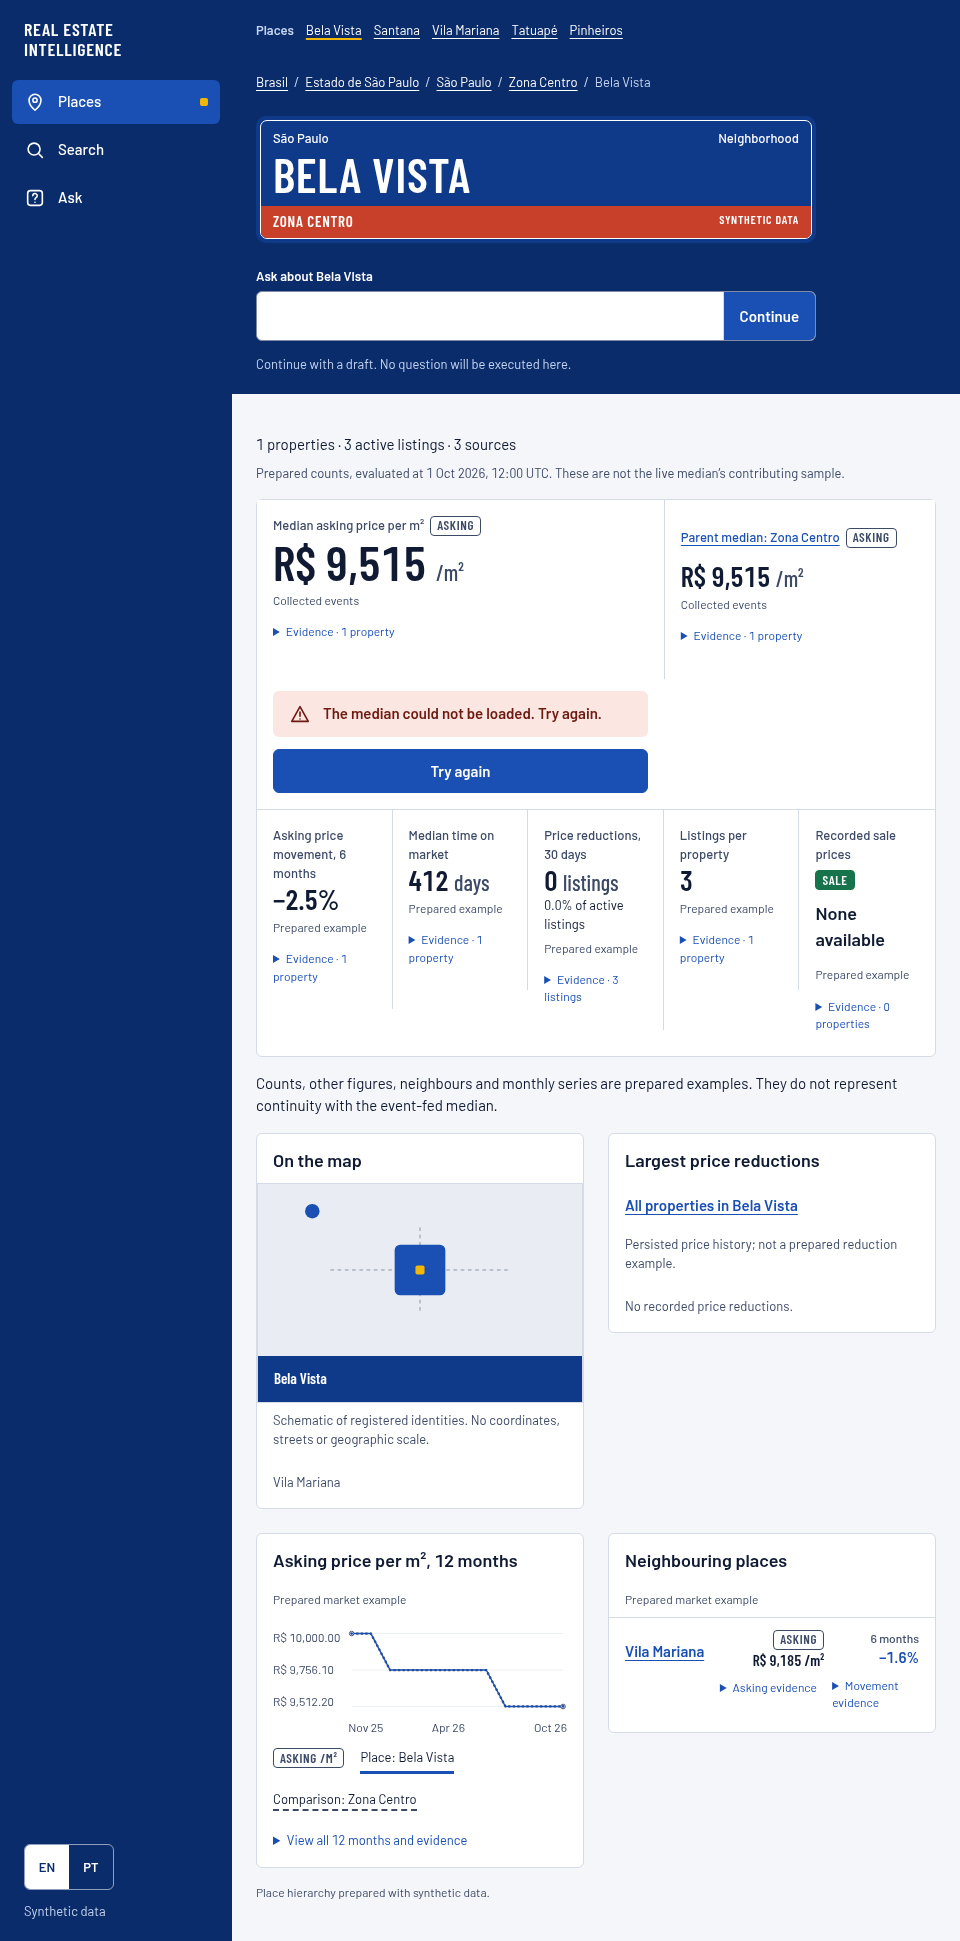 REAL ESTATE
INTELLIGENCE
Places
Search
Ask
EN
PT
Synthetic data
Places
Bela Vista
Santana
Vila Mariana
Tatuapé
Pinheiros
Brasil / Estado de São Paulo / São Paulo / Zona Centro / Bela Vista
São Paulo
Neighborhood
BELA VISTA
ZONA CENTRO
SYNTHETIC DATA
Ask about Bela Vista
Continue
Continue with a draft. No question will be executed here.
1 properties · 3 active listings · 3 sources
Prepared counts, evaluated at 1 Oct 2026, 12:00 UTC. These are not the live median's contributing sample.
Median asking price per m² ASKING
R$ 9,515 /m²
Collected events
Evidence · 1 property
The median could not be loaded. Try again.
Try again
Parent median: Zona Centro ASKING
R$ 9,515 /m²
Collected events
Evidence · 1 property
Asking price
movement, 6
months
−2.5%
Prepared example
Evidence · 1
property
Median time on
market
412 days
Prepared example
Evidence · 1
property
Price reductions,
30 days
0 listings
0.0% of active
listings
Prepared example
Evidence · 3
listings
Listings per
property
3
Prepared example
Evidence · 1
property
Recorded sale
prices
SALE
None
available
Prepared example
Evidence · 0
properties
Counts, other figures, neighbours and monthly series are prepared examples. They do not represent
continuity with the event-fed median.
On the map
Bela Vista
Schematic of registered identities. No coordinates,
streets or geographic scale.
Vila Mariana
Largest price reductions
All properties in Bela Vista
Persisted price history; not a prepared reduction
example.
No recorded price reductions.
Asking price per m², 12 months
Prepared market example
R$ 10,000.00
R$ 9,756.10
R$ 9,512.20
Nov 25
Apr 26
Oct 26
ASKING /M²
Place: Bela Vista
Comparison: Zona Centro
View all 12 months and evidence
Neighbouring places
Prepared market example
Vila Mariana
ASKING
R$ 9,185 /m²
Asking evidence
6 months
−1.6%
Movement
evidence
Place hierarchy prepared with synthetic data.